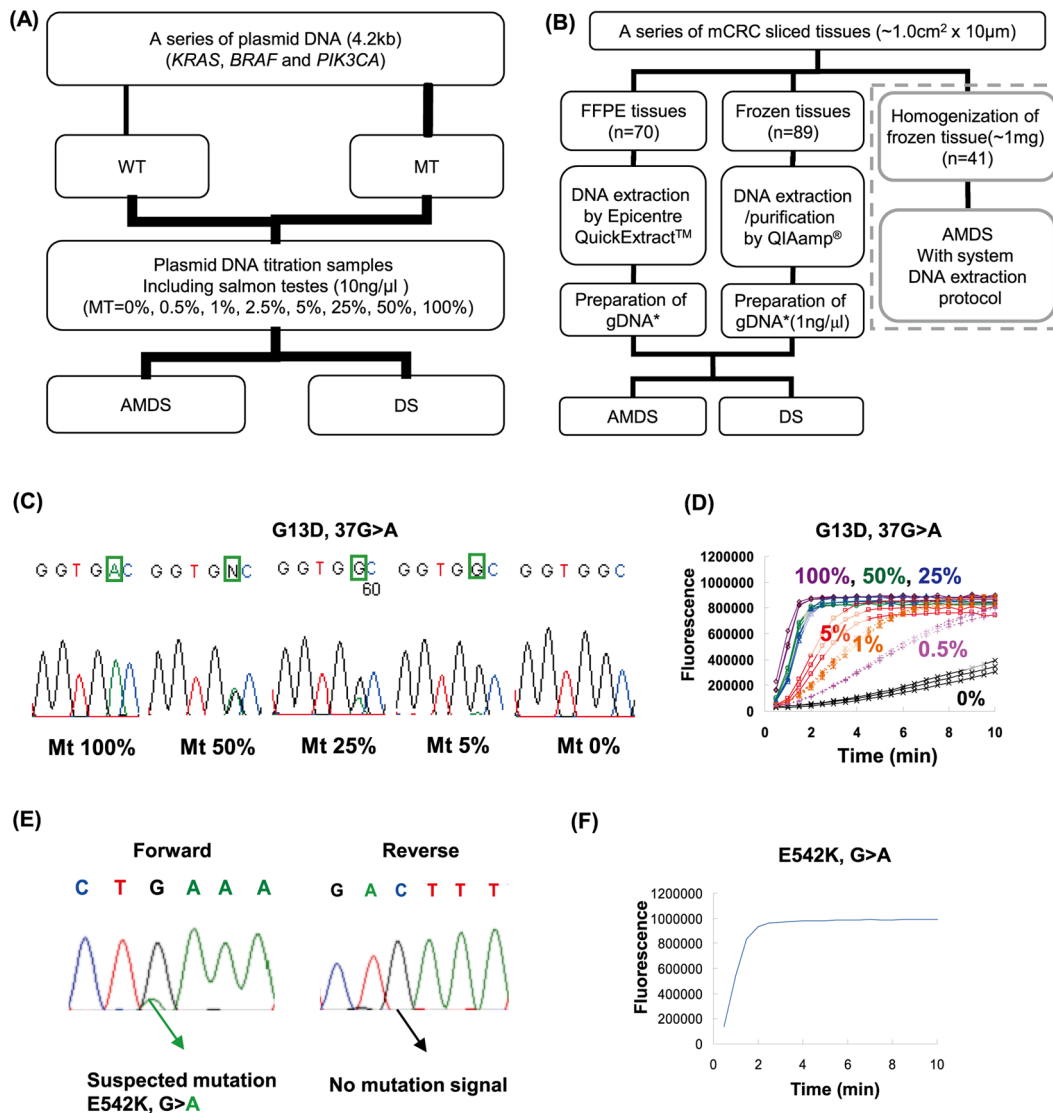 (A)
A series of plasmid DNA (4.2kb)
(KRAS, BRAF and PIK3CA)
WT
MT
Plasmid DNA titration samples
Including salmon testes (10ng/μl )
(MT=0%, 0.5%, 1%, 2.5%, 5%, 25%, 50%, 100%)
AMDS
DS
(B)
A series of mCRC sliced tissues (~1.0cm² x 10μm)
FFPE tissues
(n=70)
Frozen tissues
(n=89)
Homogenization of
frozen tissue(~1mg)
(n=41)
DNA extraction
by Epicentre
QuickExtract™
DNA extraction
/purification
by QIAamp®
AMDS
With system
DNA extraction
protocol
Preparation of
gDNA*
Preparation of
gDNA*(1ng/μl)
AMDS
DS
(C)
G13D, 37G>A
G G T G A C
G G T G N C
G G T G G C
60
G G T G G C
G G T G G C
Mt 100%
Mt 50%
Mt 25%
Mt 5%
Mt 0%
(D)
G13D, 37G>A
Fluorescence
1200000
1000000
800000
600000
400000
200000
0
100%, 50%, 25%
5%
1%
0.5%
0%
0 2 4 6 8 10
Time (min)
(E)
Forward
Reverse
C T G A A A
G A C T T T
Suspected mutation
E542K, G>A
No mutation signal
(F)
E542K, G>A
Fluorescence
1200000
1000000
800000
600000
400000
200000
0
0 2 4 6 8 10
Time (min)